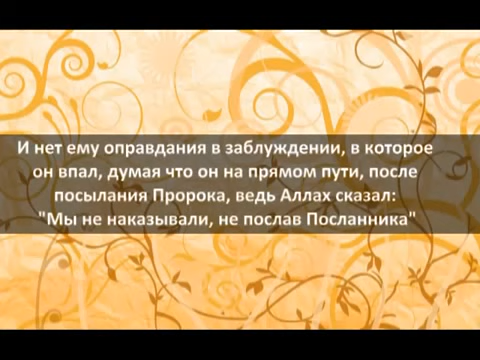 И нет ему оправдания в заблуждении, в которое
он впал, думая что он на прямом пути, после
посылания Пророка, ведь Аллах сказал:
"Мы не наказывали, не послав Посланника"